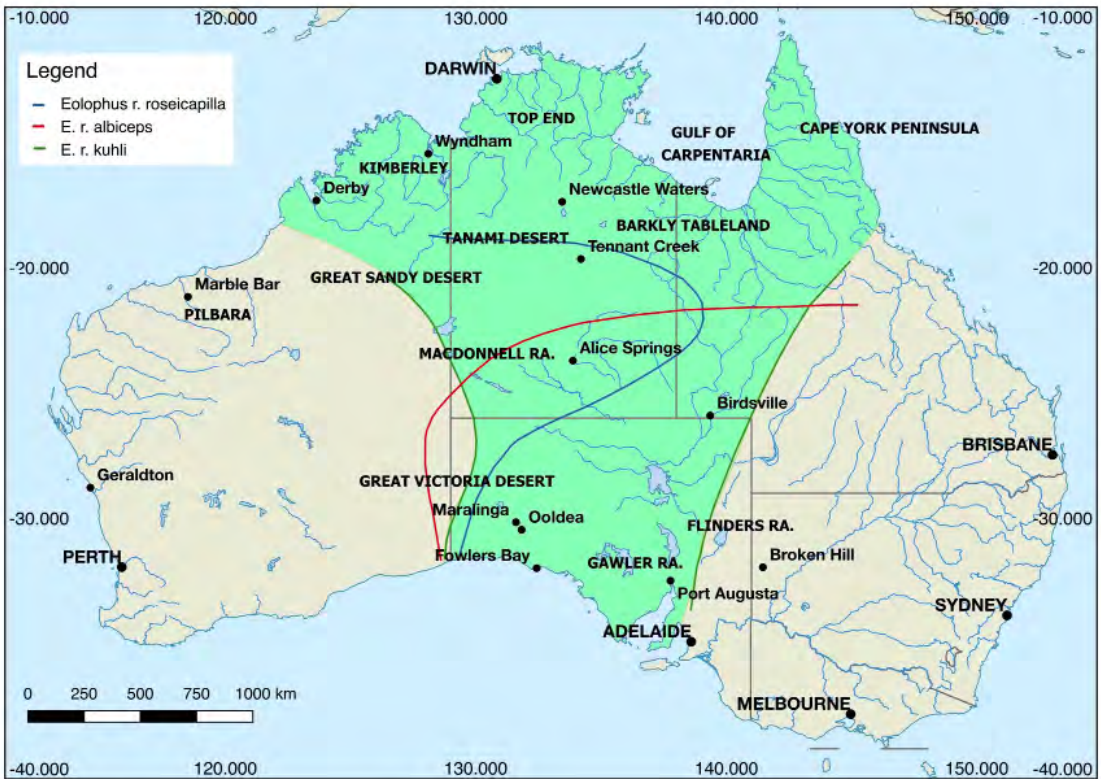 -10.000
120.000
130.000
140.000
150.000
-10.000
Legend
Eolophus r. roseicapilla
E. r. albiceps
E. r. kuhli
DARWIN
TOP END
GULF OF
CARPENTARIA
CAPE YORK PENINSULA
Wyndham
KIMBERLEY
Derby
Newcastle Waters
BARKLY TABLELAND
TANAMI DESERT
Tennant Creek
-20.000
-20.000
GREAT SANDY DESERT
Marble Bar
PILBARA
MACDONNELL RA.
Alice Springs
Birdsville
BRISBANE
Geraldton
GREAT VICTORIA DESERT
Maralinga
Ooldea
-30.000
-30.000
FLINDERS RA.
PERTH
Fowlers Bay
GAWLER RA.
Broken Hill
Port Augusta
SYDNEY
ADELAIDE
0 250 500 750 1000 km
MELBOURNE
-40.000
120.000
130.000
140.000
150.000
-40.000